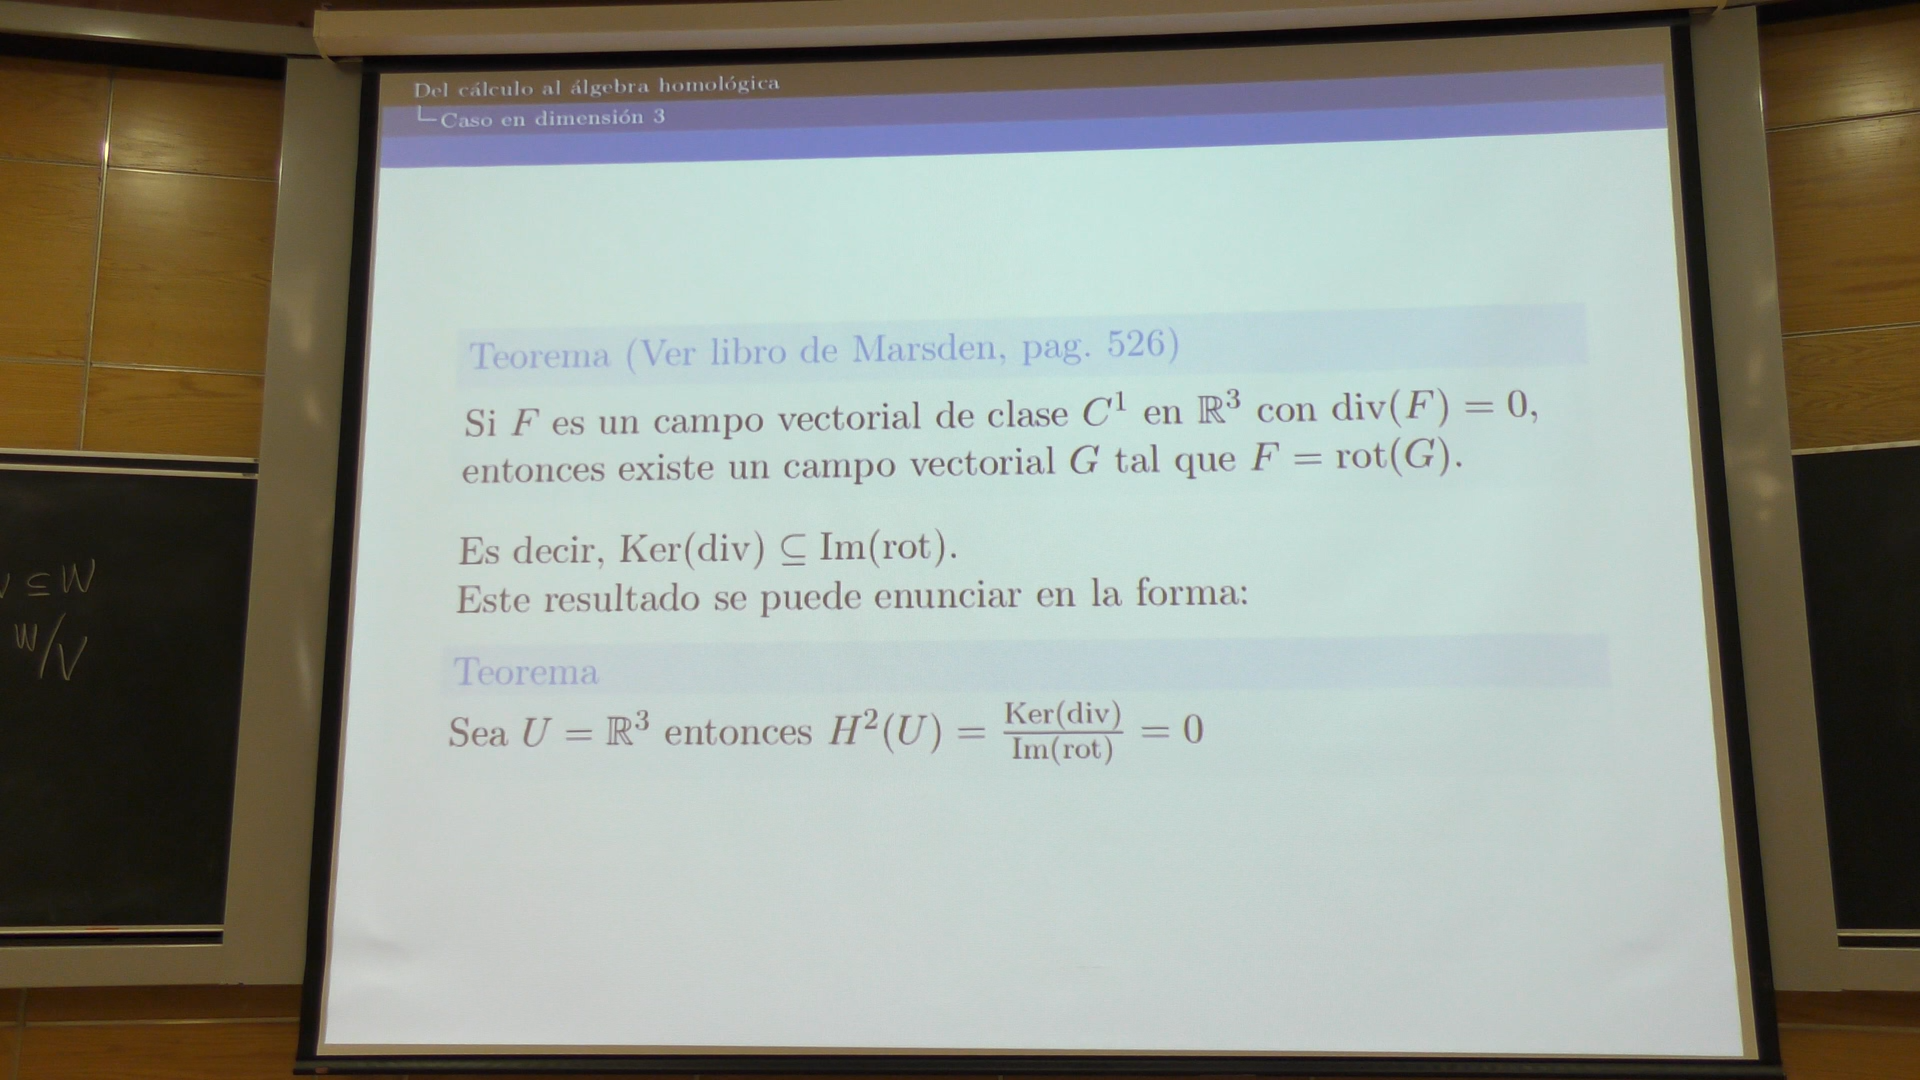 Del cálculo al álgebra homológica
Caso en dimensión 3
Teorema (Ver libro de Marsden, pag. 526)
Si F es un campo vectorial de clase C¹ en ℝ³ con div(F) = 0,
entonces existe un campo vectorial G tal que F = rot(G).
Es decir, Ker(div) ⊆ Im(rot).
Este resultado se puede enunciar en la forma:
Teorema
Sea U = ℝ³ entonces H²(U) = Ker(div)/Im(rot) = 0
⊆ W
W/V